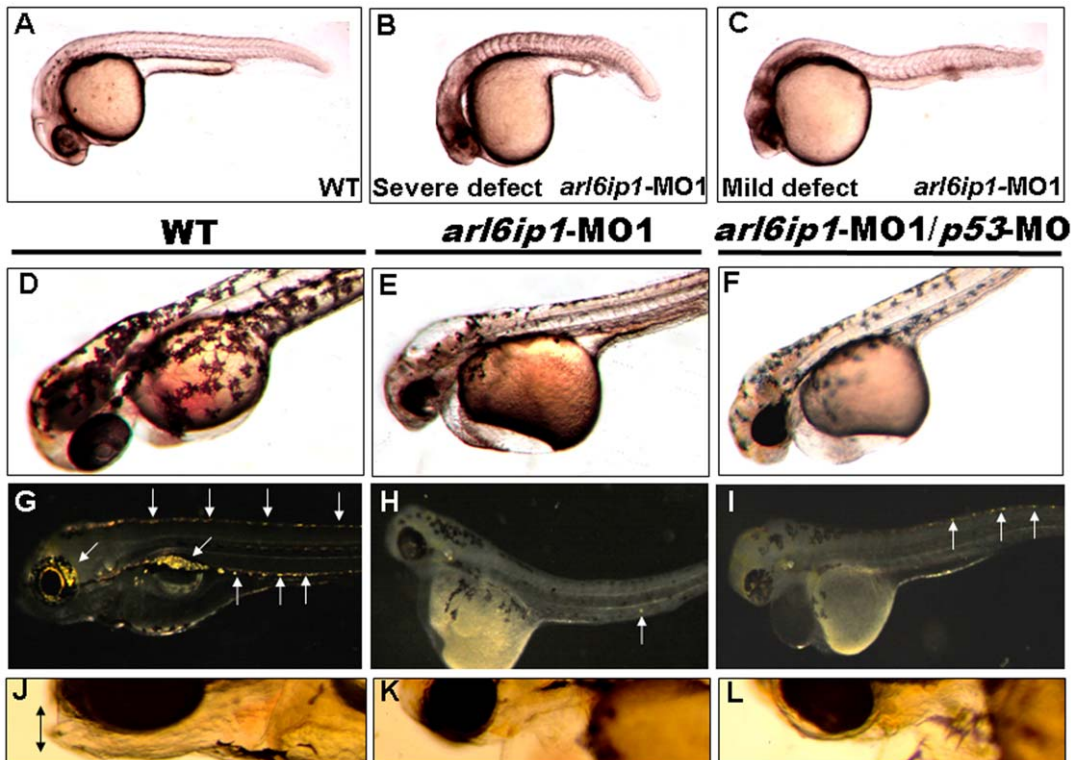 A
B
C
WT
Severe defect arl6ip1-MO1
Mild defect arl6ip1-MO1
WT
arl6ip1-MO1
arl6ip1-MO1/p53-MO
D
E
F
G
H
I
J
K
L